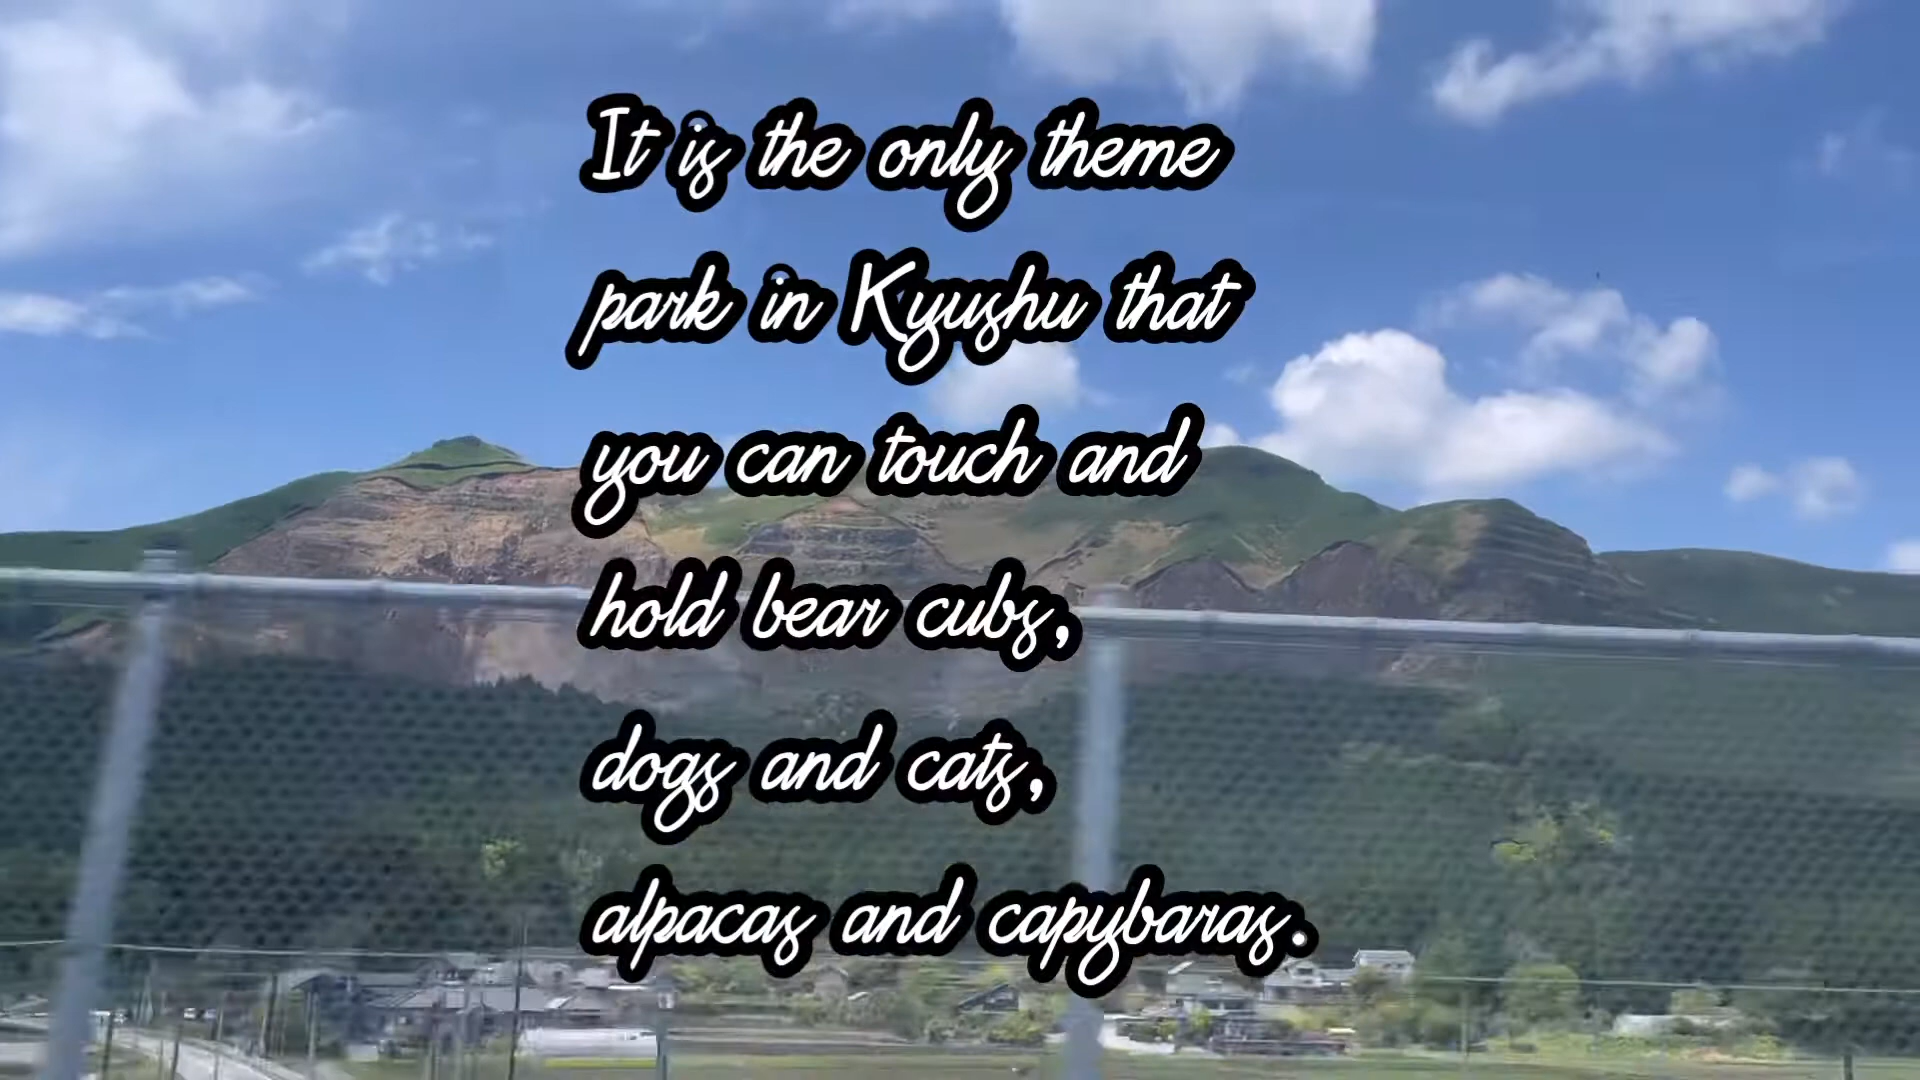 It is the only theme
park in Kyushu that
you can touch and
hold bear cubs,
dogs and cats,
alpacas and capybaras.